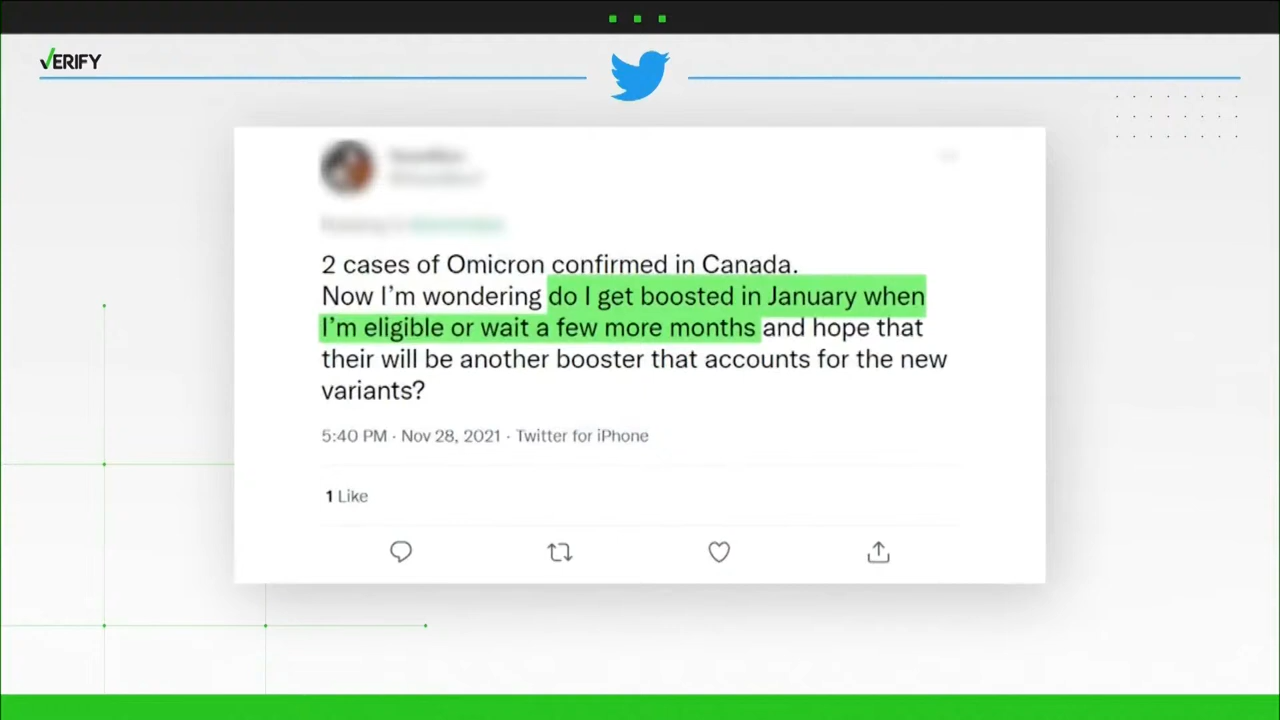 VERIFY
2 cases of Omicron confirmed in Canada.
Now I’m wondering do I get boosted in January when
I’m eligible or wait a few more months and hope that
their will be another booster that accounts for the new
variants?
5:40 PM · Nov 28, 2021 · Twitter for iPhone
1 Like